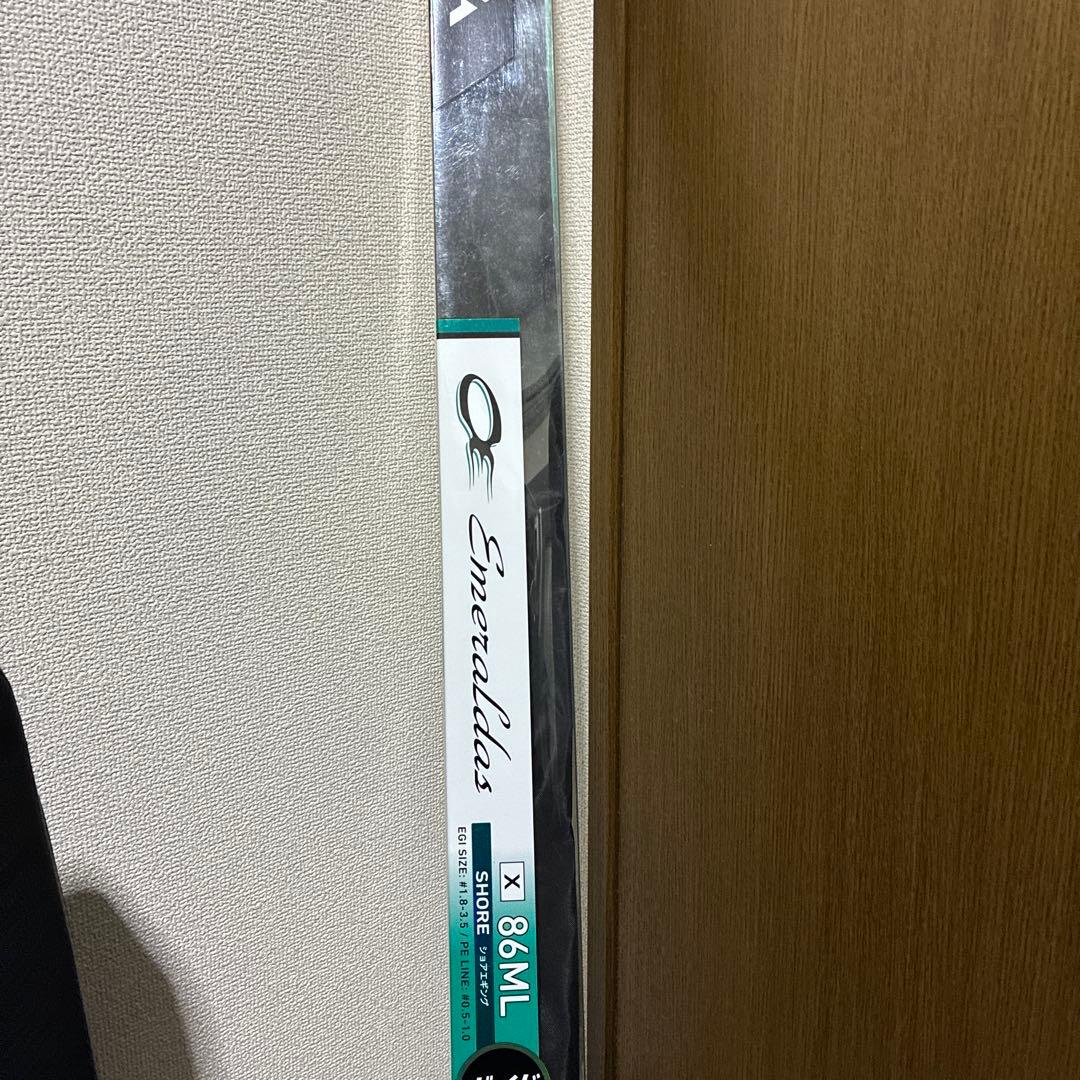 Emeraldas
X 86ML
SHORE ショアエギング
EGI SIZE: #1.8-3.5 / PE LINE: #0.5-1.0